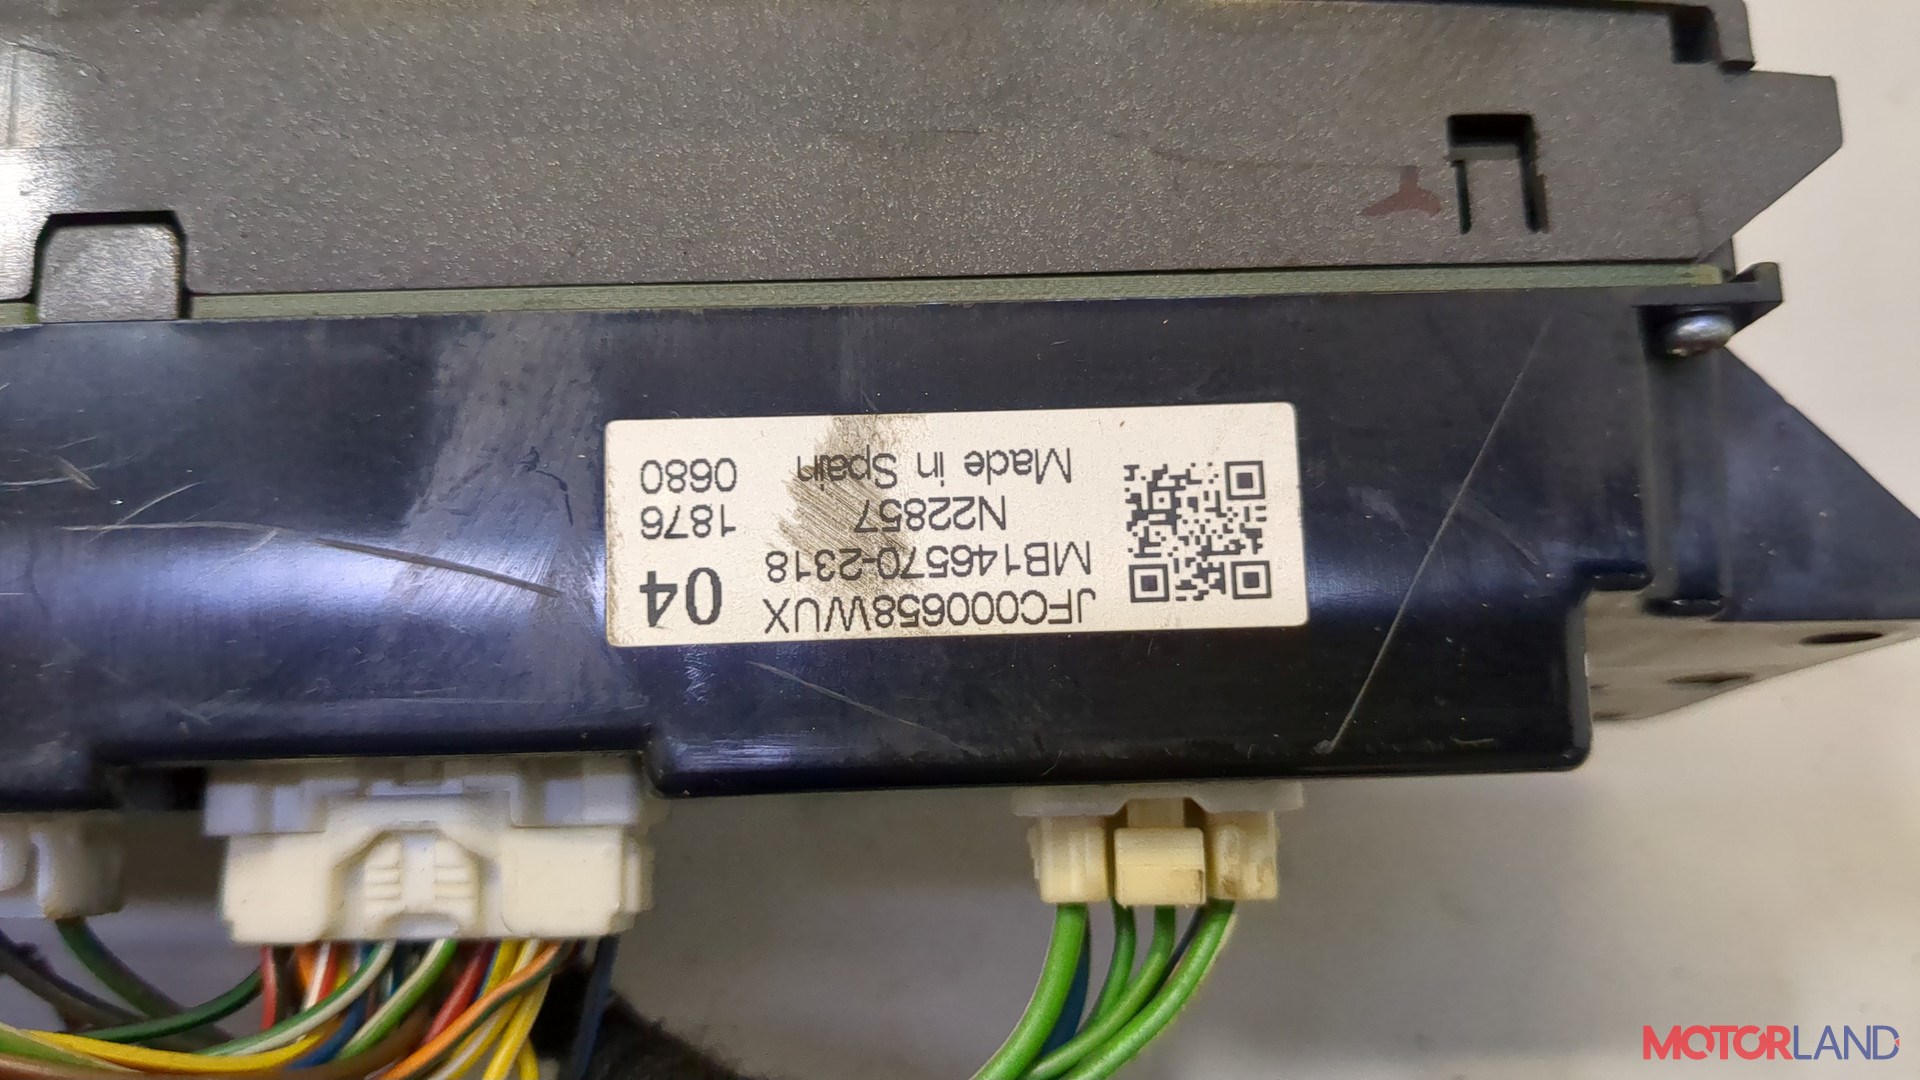 JFC000658WUX 04
MB146570-2318
N22857 1876
Made in Spain 0680
MOTORLAND